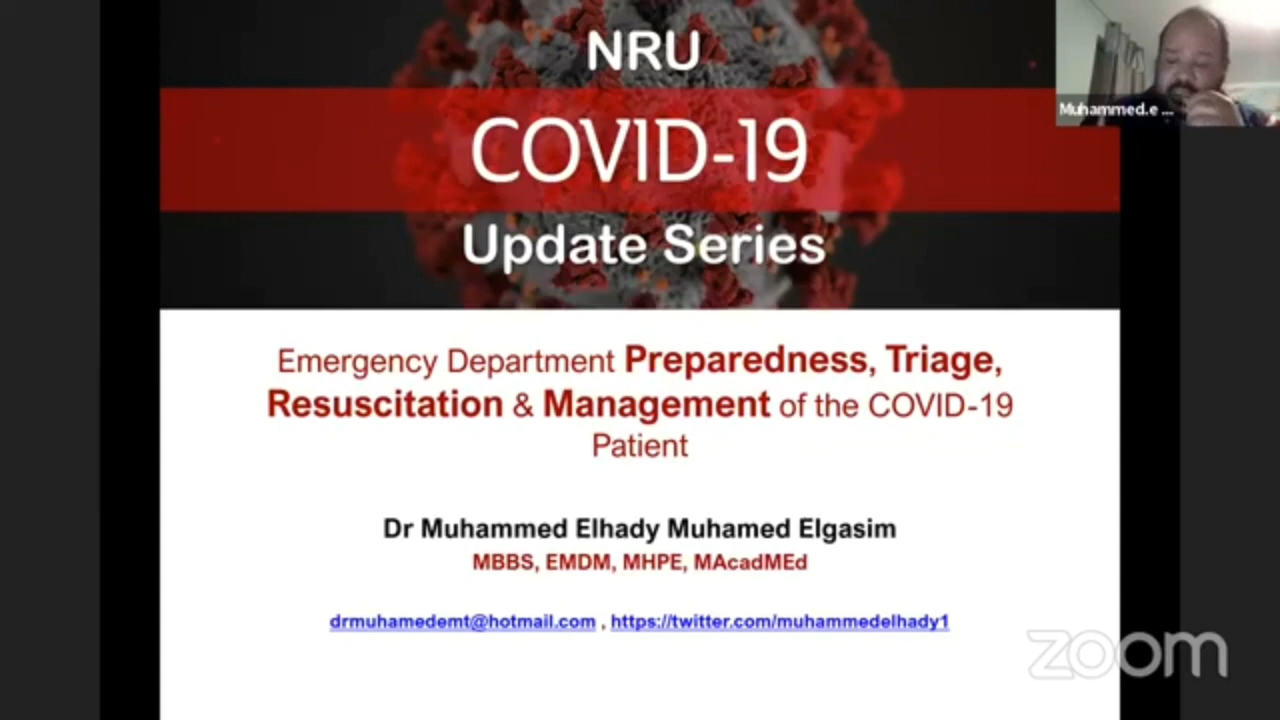 NRU
COVID-19
Update Series
Muhammed.e ...
Emergency Department Preparedness, Triage,
Resuscitation & Management of the COVID-19
Patient
Dr Muhammed Elhady Muhamed Elgasim
MBBS, EMDM, MHPE, MAcadMEd
drmuhamedemt@hotmail.com , https://twitter.com/muhammedelhady1
zoom